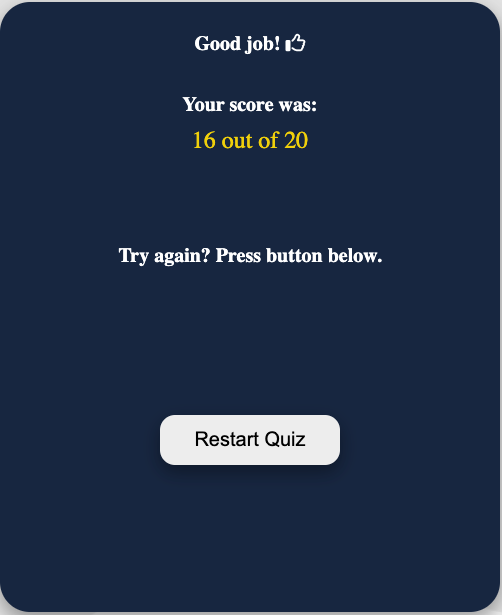 Good job!
Your score was:
16 out of 20
Try again? Press button below.
Restart Quiz